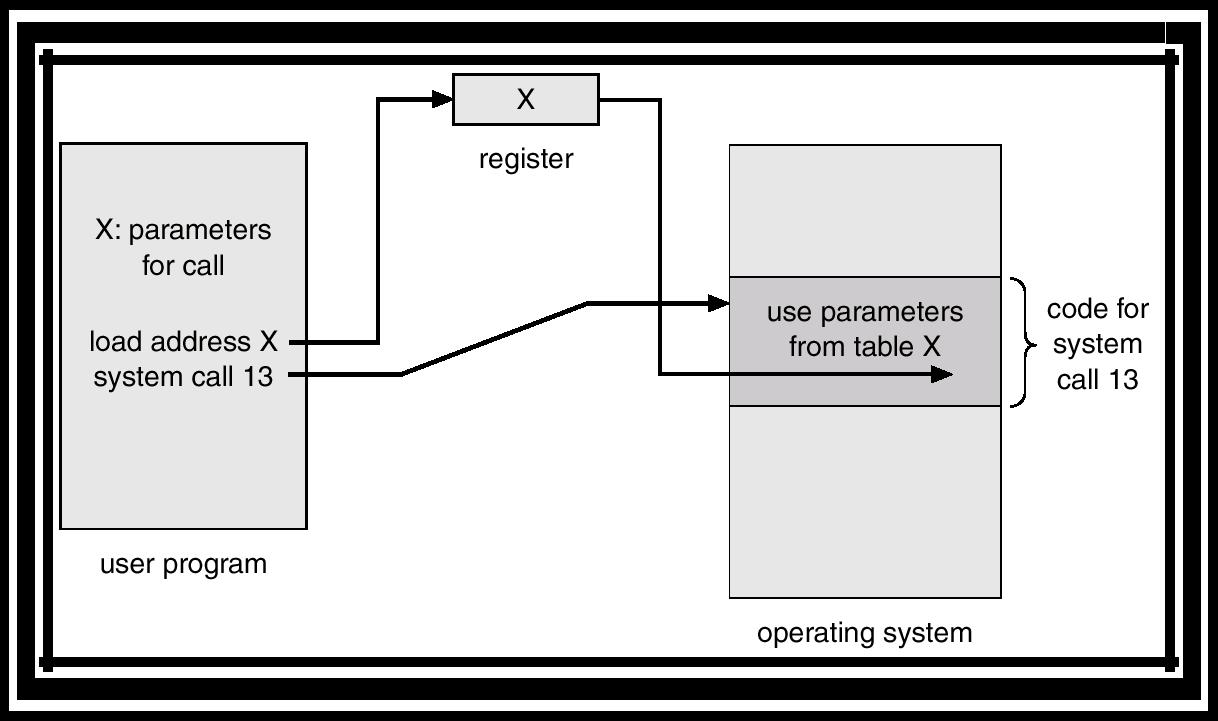 X
register
X: parameters
for call
load address X
system call 13
user program
use parameters
from table X
code for
system
call 13
operating system